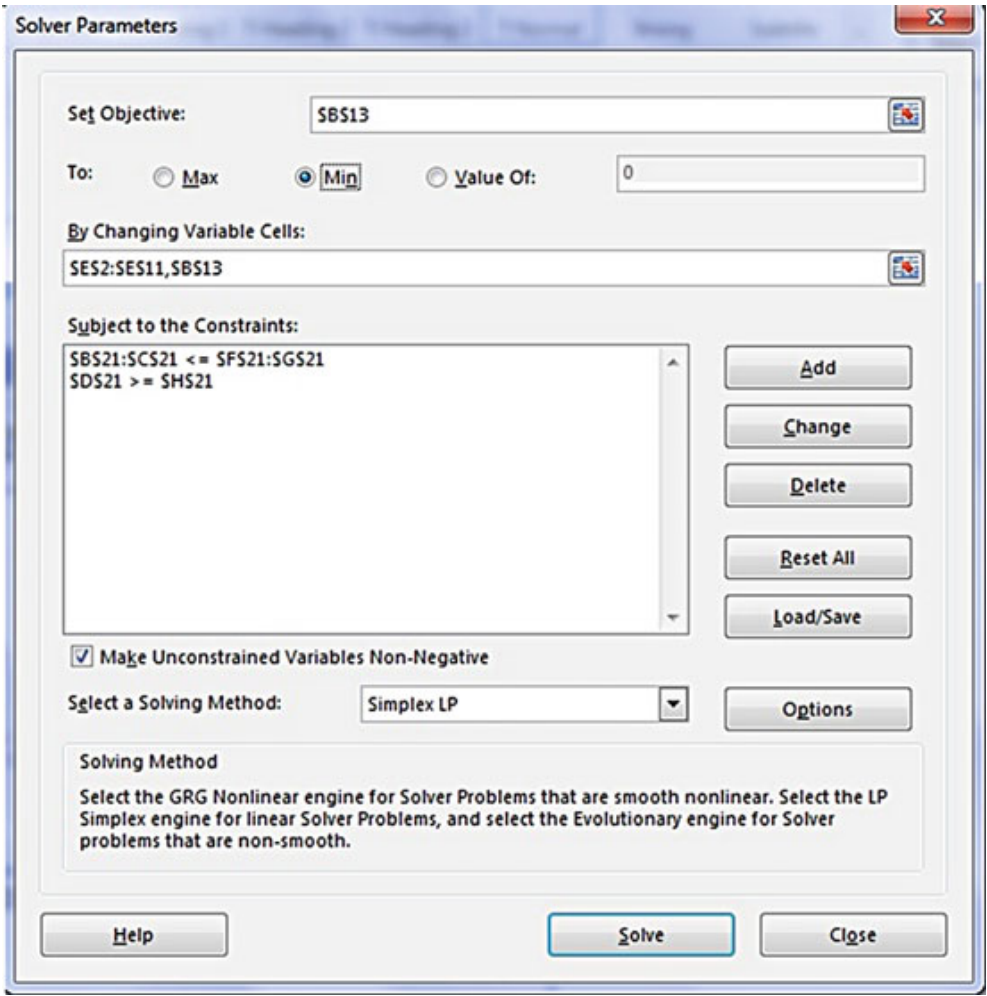 Solver Parameters
Set Objective: $B$13
To: Max Min Value Of: 0
By Changing Variable Cells:
$E$2:$E$11,$B$13
Subject to the Constraints:
$B$21:$C$21 <= $F$21:$G$21
$D$21 >= $H$21
Add
Change
Delete
Reset All
Load/Save
Make Unconstrained Variables Non-Negative
Select a Solving Method: Simplex LP Options
Solving Method
Select the GRG Nonlinear engine for Solver Problems that are smooth nonlinear. Select the LP
Simplex engine for linear Solver Problems, and select the Evolutionary engine for Solver
problems that are non-smooth.
Help Solve Close